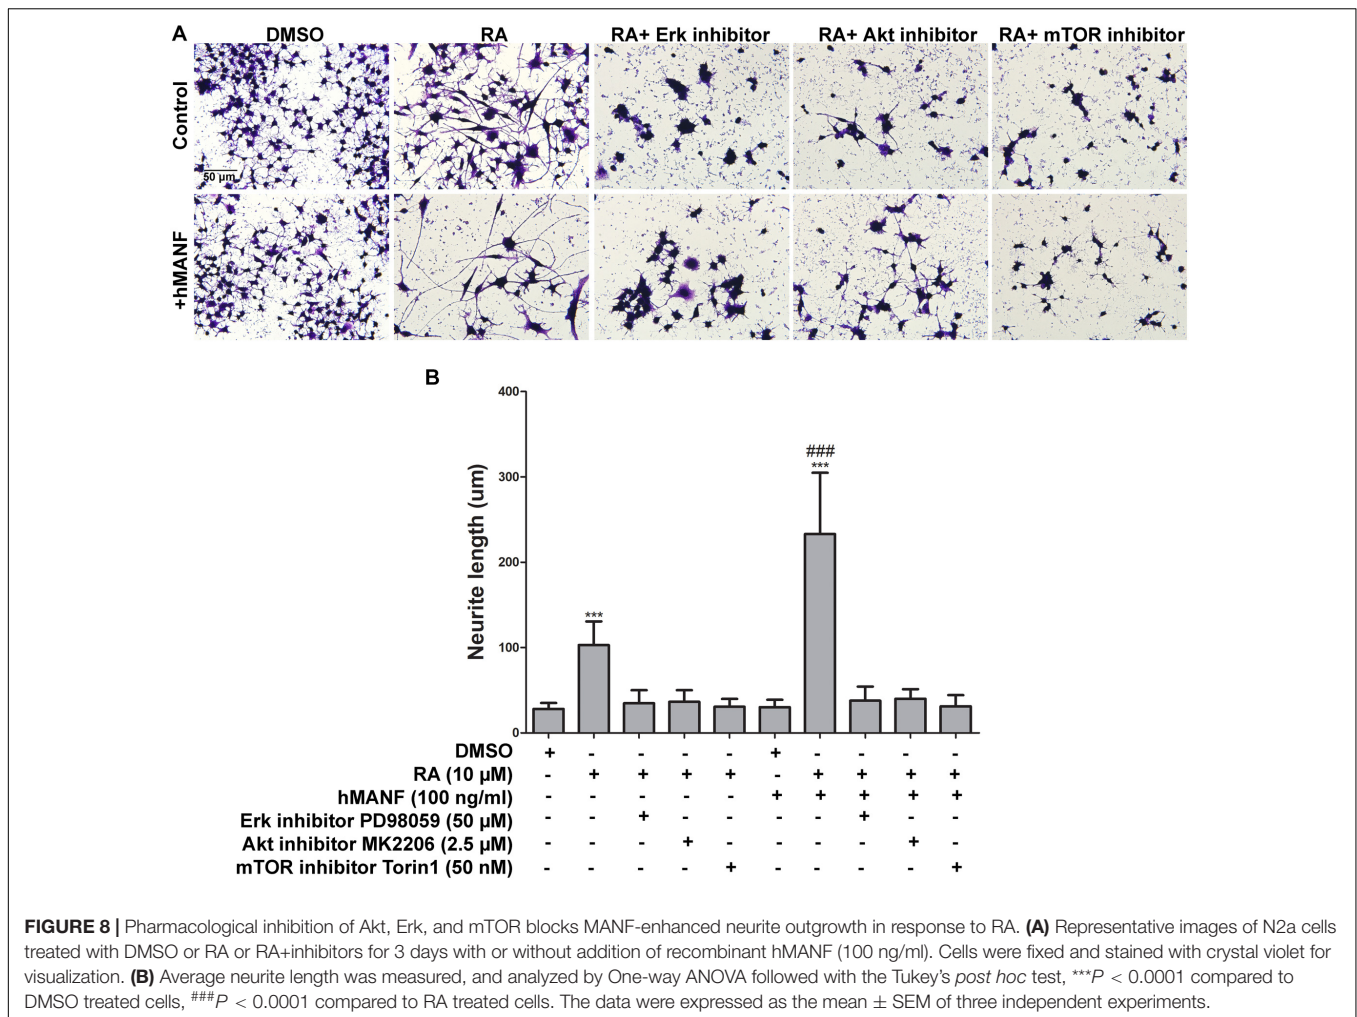 A
DMSO RA RA+ Erk inhibitor RA+ Akt inhibitor RA+ mTOR inhibitor
Control
50 µm
+hMANF
B
Neurite length (um)
400
300
200
100
0
***
###
***
DMSO + - - - - + - - - -
RA (10 µM) - + + + + - + + + +
hMANF (100 ng/ml) - - - - - + + + + +
Erk inhibitor PD98059 (50 µM) - - + - - - - + - -
Akt inhibitor MK2206 (2.5 µM) - - - + - - - - + -
mTOR inhibitor Torin1 (50 nM) - - - - + - - - - +
FIGURE 8 | Pharmacological inhibition of Akt, Erk, and mTOR blocks MANF-enhanced neurite outgrowth in response to RA. (A) Representative images of N2a cells
treated with DMSO or RA or RA+inhibitors for 3 days with or without addition of recombinant hMANF (100 ng/ml). Cells were fixed and stained with crystal violet for
visualization. (B) Average neurite length was measured, and analyzed by One-way ANOVA followed with the Tukey's post hoc test, ***P < 0.0001 compared to
DMSO treated cells, ###P < 0.0001 compared to RA treated cells. The data were expressed as the mean ± SEM of three independent experiments.